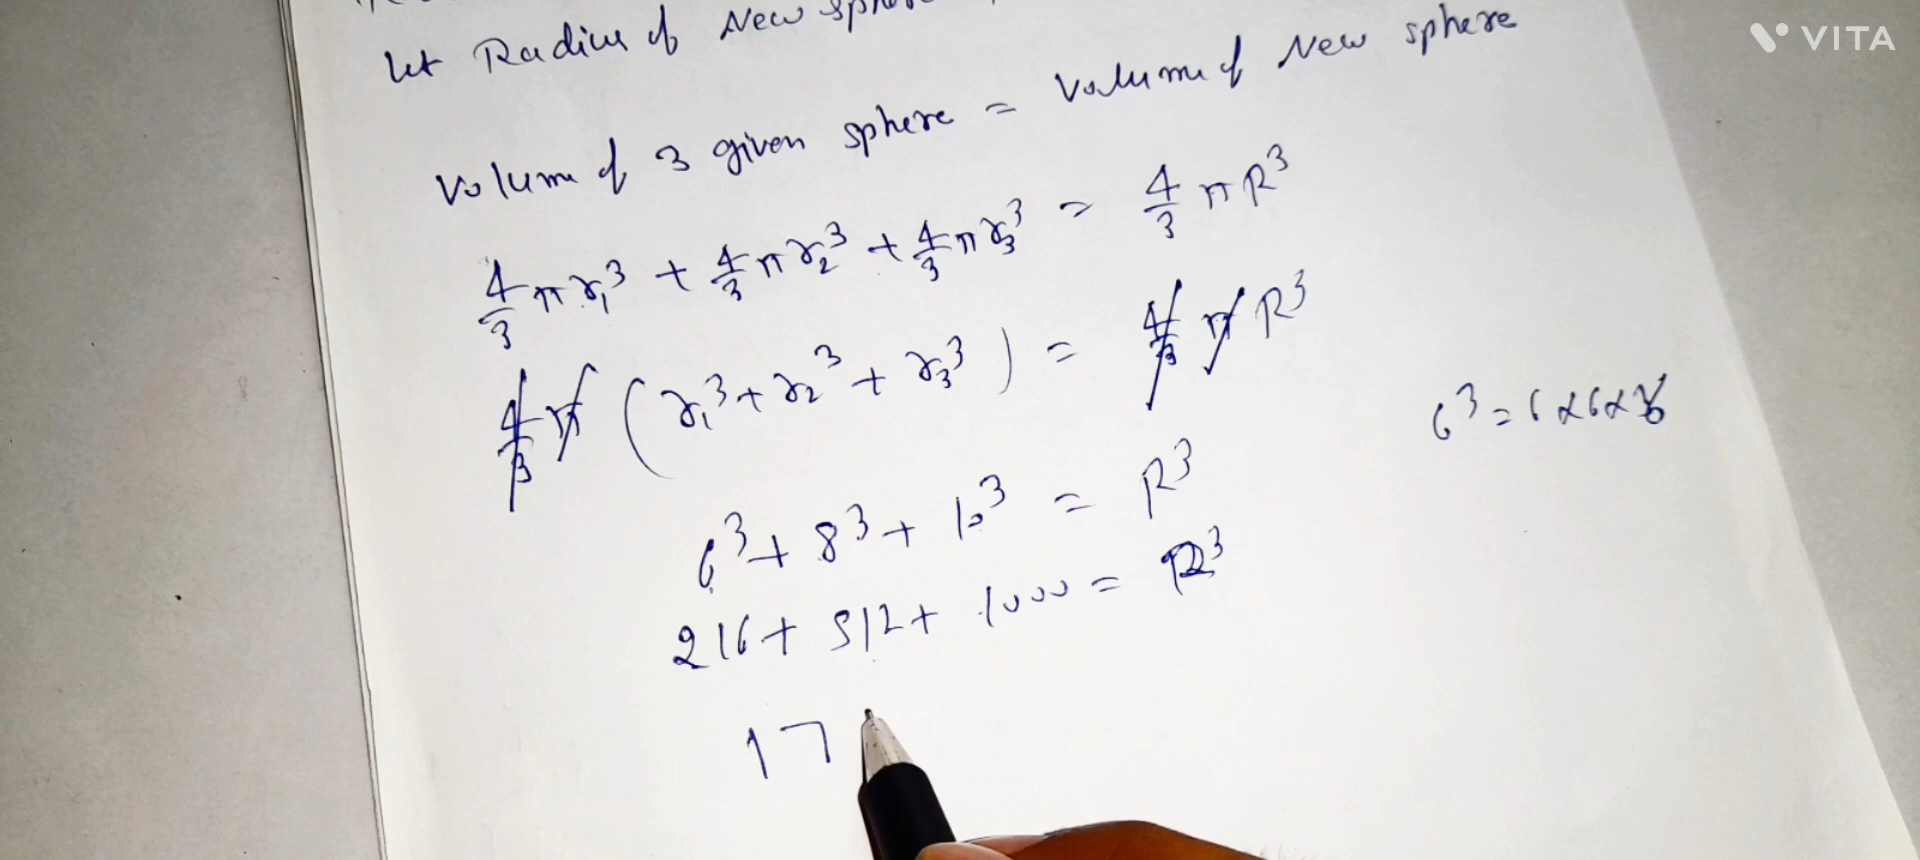 let Radius of New sphere
Volume of 3 given sphere = Volume of New sphere
4/3 π r₁³ + 4/3 π r₂³ + 4/3 π r₃³ = 4/3 π R³
4/3 π (r₁³ + r₂³ + r₃³) = 4/3 π R³
6³ = 6×6×6
6³ + 8³ + 10³ = R³
216 + 512 + 1000 = R³
17
VITA